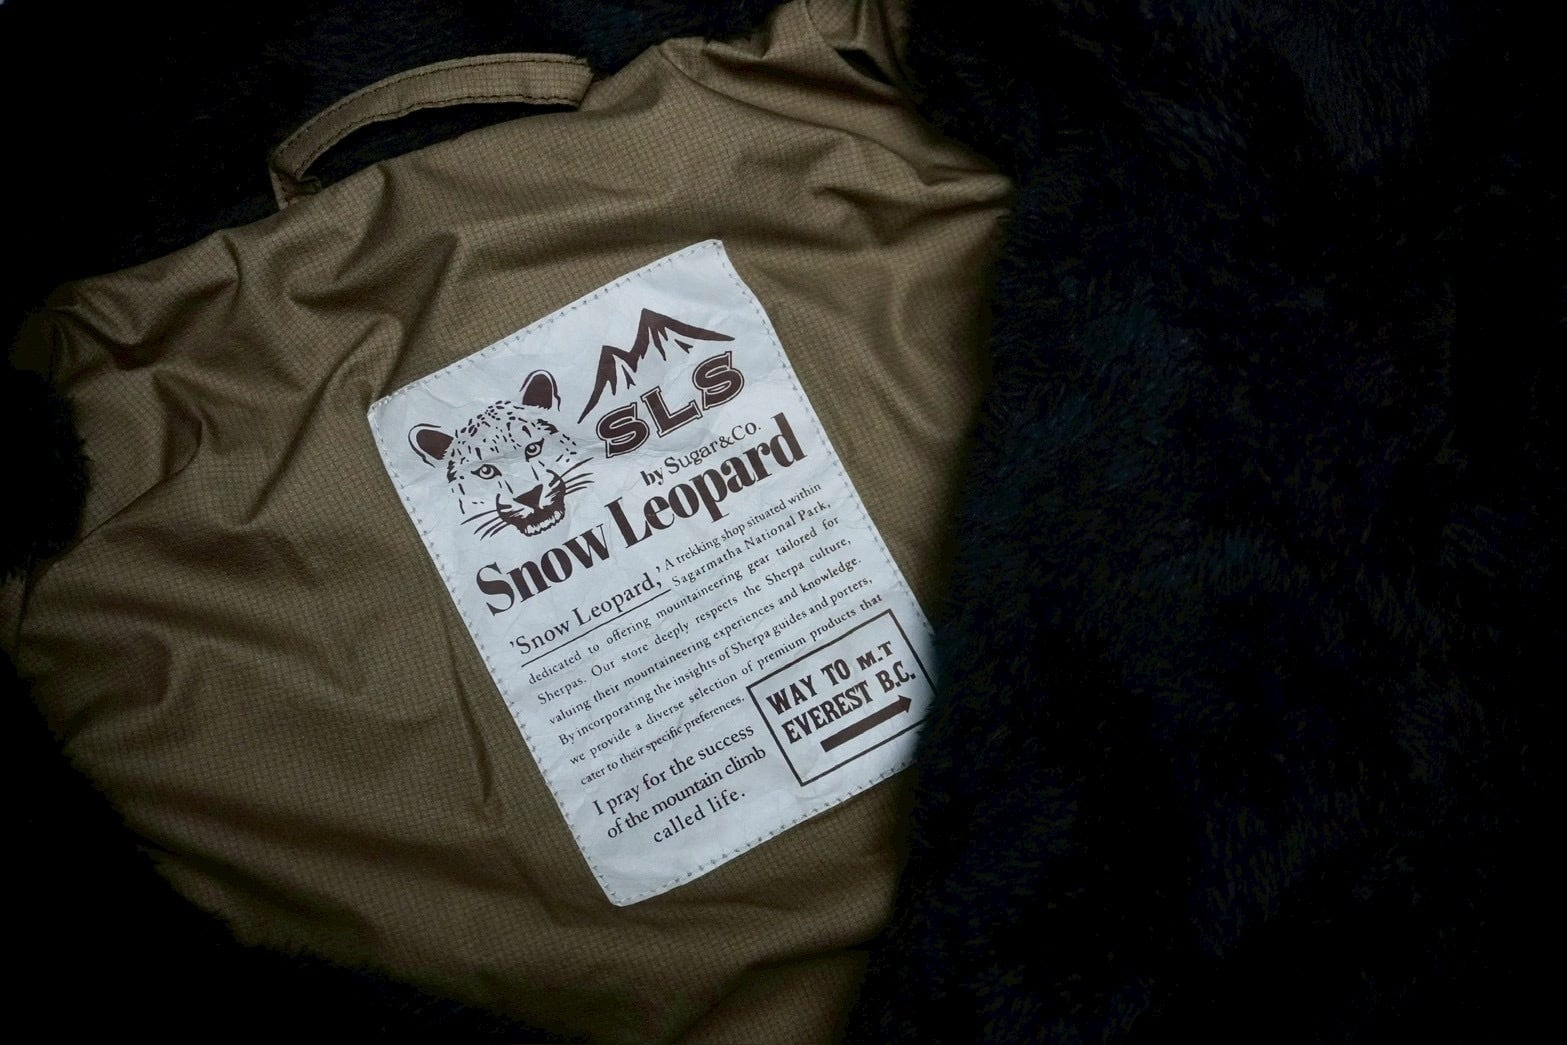 SLS
by Sugar&Co.
Snow Leopard
'Snow Leopard,' A trekking shop situated within
Sagarmatha National Park,
dedicated to offering mountaineering gear tailored for
Sherpas. Our store deeply respects the Sherpa culture,
valuing their mountaineering experiences and knowledge.
By incorporating the insights of Sherpa guides and porters,
we provide a diverse selection of premium products that
cater to their specific preferences.
I pray for the success
of the mountain climb
called life.
WAY TO M.T
EVEREST B.C.